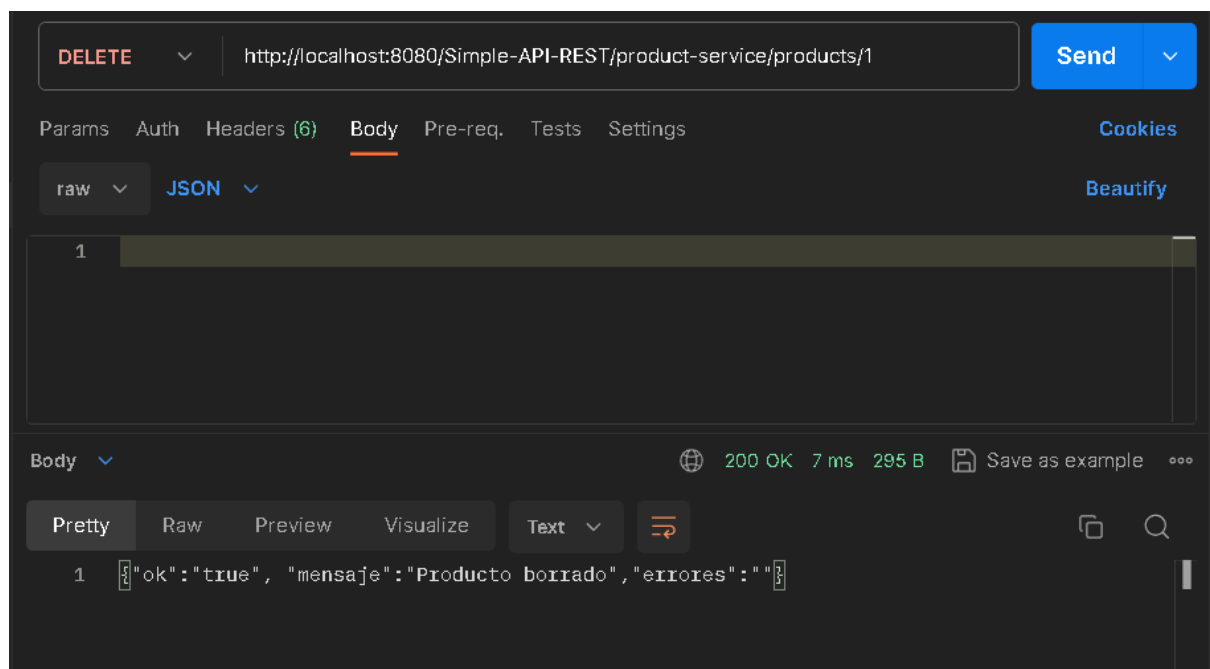 DELETE http://localhost:8080/Simple-API-REST/product-service/products/1 Send
Params Auth Headers (6) Body Pre-req. Tests Settings Cookies
raw JSON Beautify
1
Body 200 OK 7 ms 295 B Save as example
Pretty Raw Preview Visualize Text
1 {"ok":"true", "mensaje":"Producto borrado","errores":""}